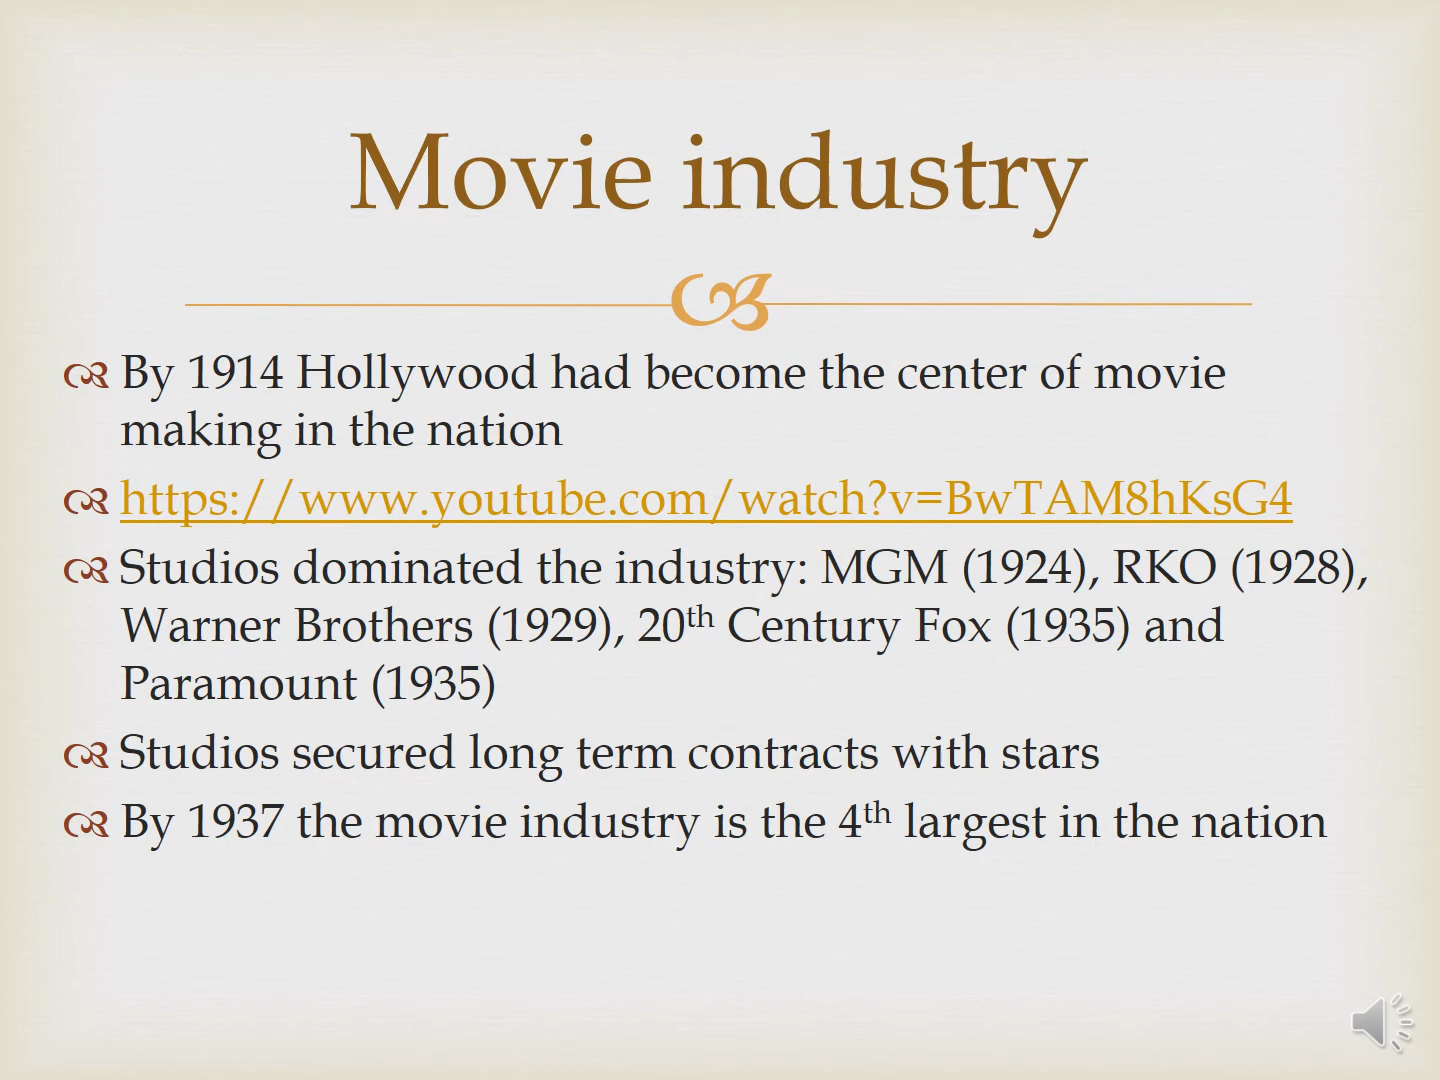 Movie industry
By 1914 Hollywood had become the center of movie
making in the nation
https://www.youtube.com/watch?v=BwTAM8hKsG4
Studios dominated the industry: MGM (1924), RKO (1928),
Warner Brothers (1929), 20th Century Fox (1935) and
Paramount (1935)
Studios secured long term contracts with stars
By 1937 the movie industry is the 4th largest in the nation